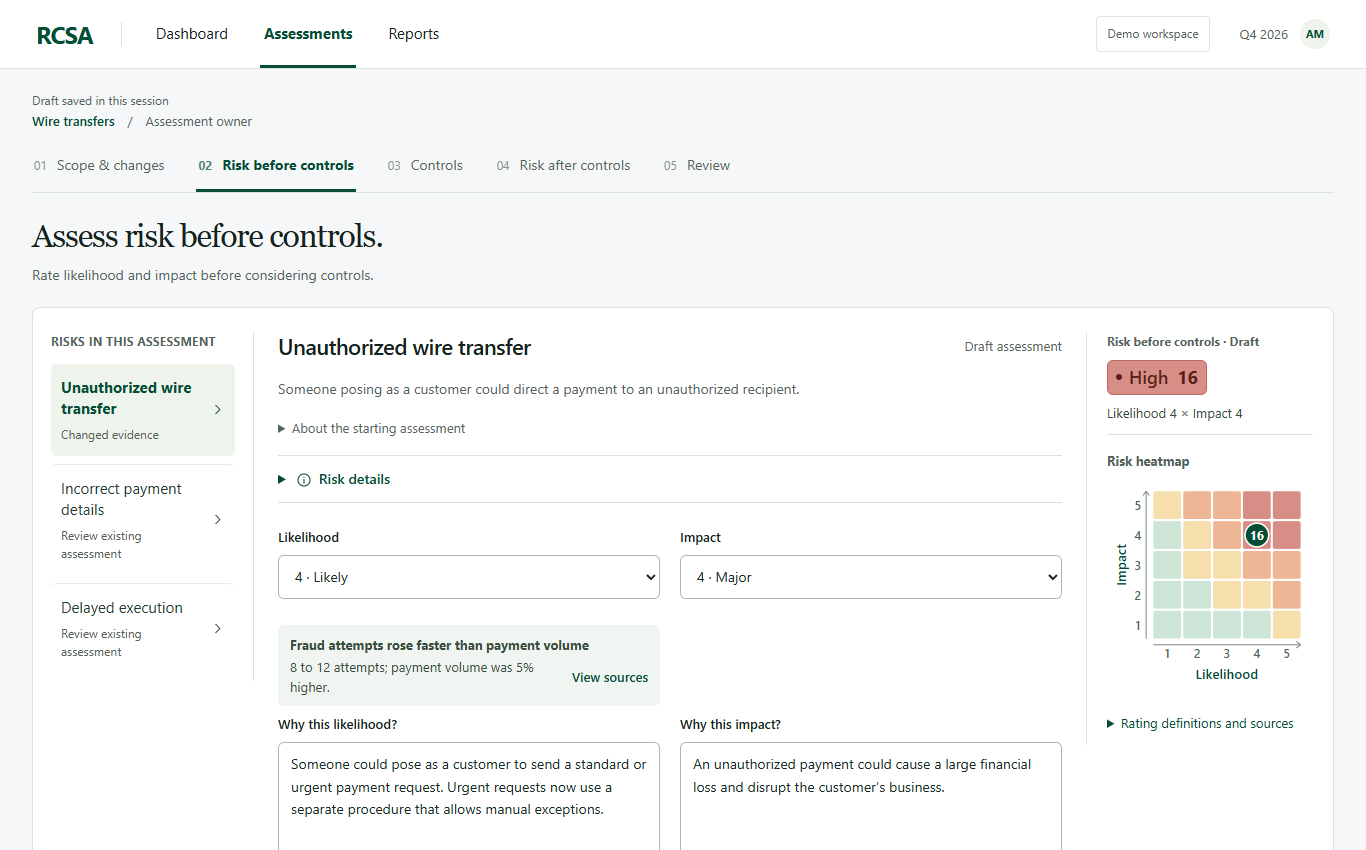 RCSA
Dashboard
Assessments
Reports
Demo workspace
Q4 2026
AM
Draft saved in this session
Wire transfers / Assessment owner
01 Scope & changes
02 Risk before controls
03 Controls
04 Risk after controls
05 Review
Assess risk before controls.
Rate likelihood and impact before considering controls.
RISKS IN THIS ASSESSMENT
Unauthorized wire
transfer
Changed evidence
Incorrect payment
details
Review existing
assessment
Delayed execution
Review existing
assessment
Unauthorized wire transfer
Draft assessment
Someone posing as a customer could direct a payment to an unauthorized recipient.
About the starting assessment
Risk details
Likelihood
4 · Likely
Impact
4 · Major
Fraud attempts rose faster than payment volume
8 to 12 attempts; payment volume was 5%
higher.
View sources
Why this likelihood?
Someone could pose as a customer to send a standard or
urgent payment request. Urgent requests now use a
separate procedure that allows manual exceptions.
Why this impact?
An unauthorized payment could cause a large financial
loss and disrupt the customer’s business.
Risk before controls · Draft
• High 16
Likelihood 4 × Impact 4
Risk heatmap
5
4
3
2
1
Impact
16
1 2 3 4 5
Likelihood
Rating definitions and sources